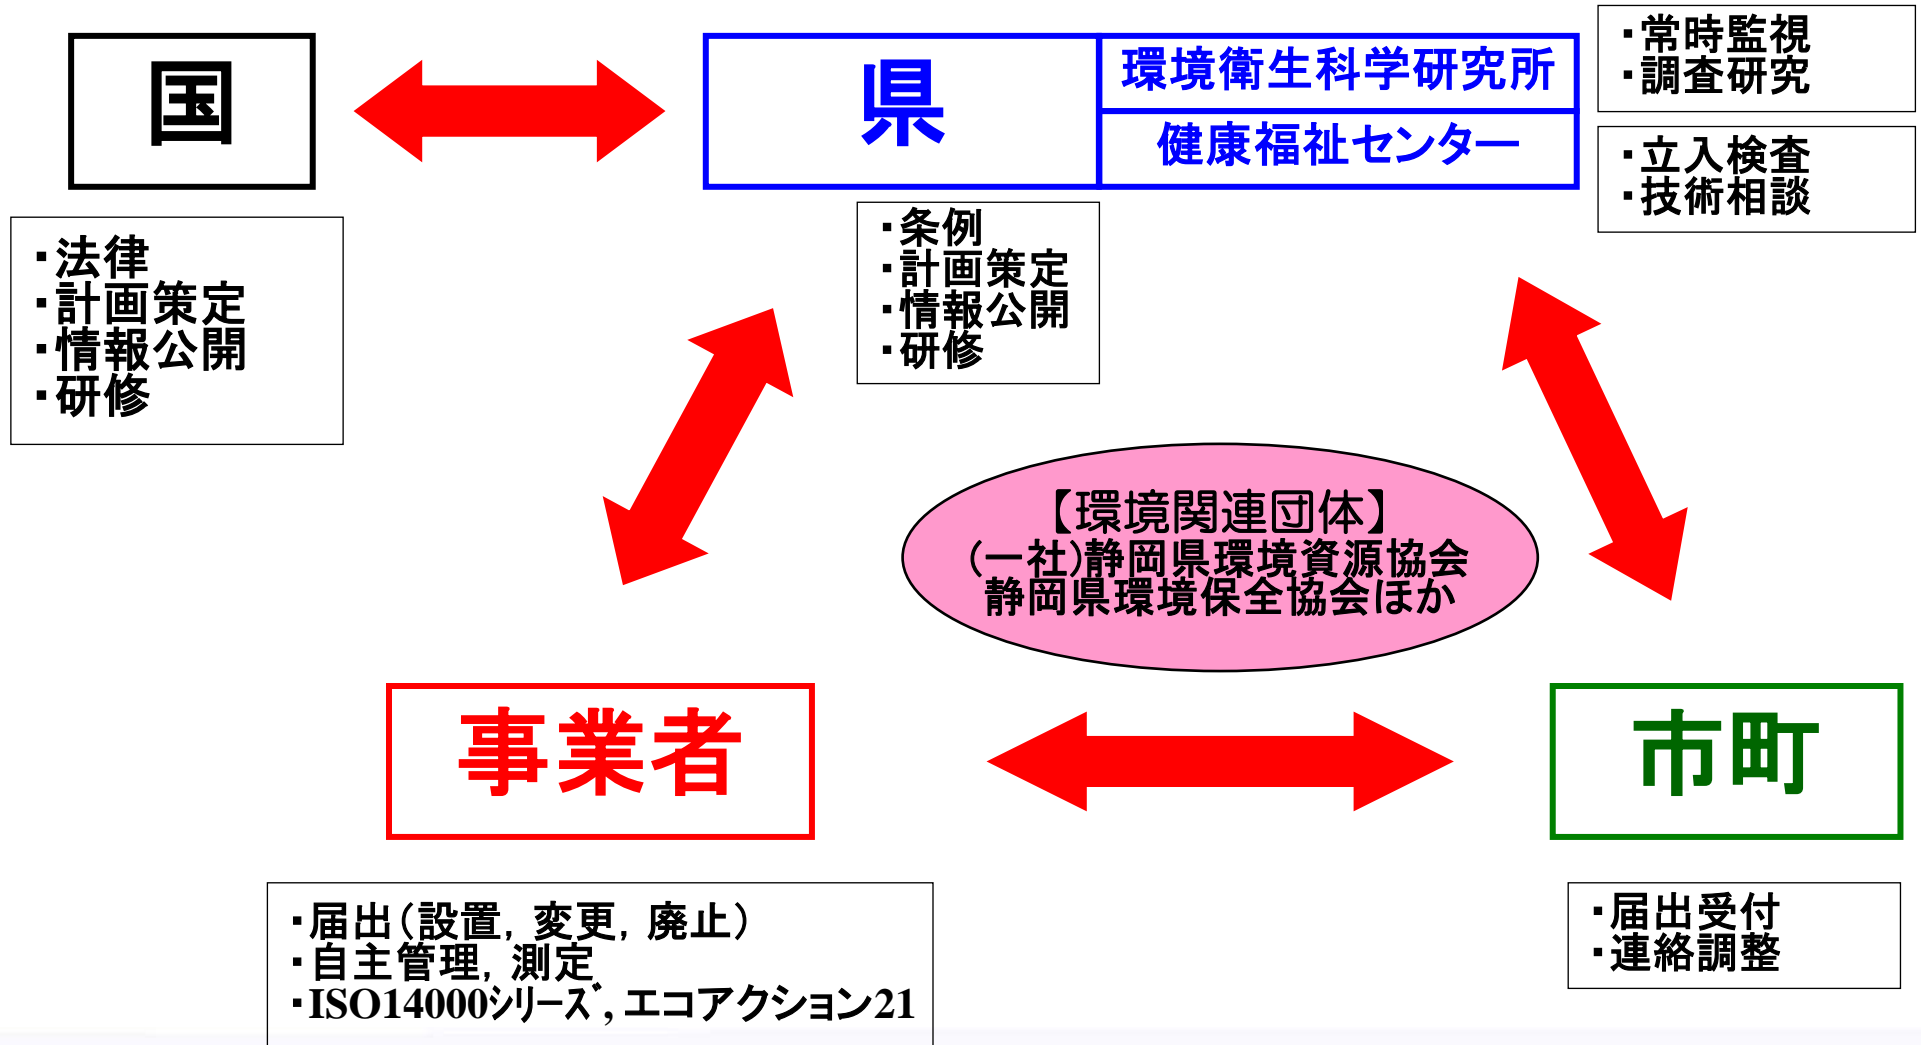 国
県
環境衛生科学研究所
健康福祉センター
・常時監視
・調査研究
・立入検査
・技術相談
・法律
・計画策定
・情報公開
・研修
・条例
・計画策定
・情報公開
・研修
【環境関連団体】
(一社)静岡県環境資源協会
静岡県環境保全協会ほか
事業者
市町
・届出(設置,変更,廃止)
・自主管理,測定
・ISO14000シリーズ,エコアクション21
・届出受付
・連絡調整